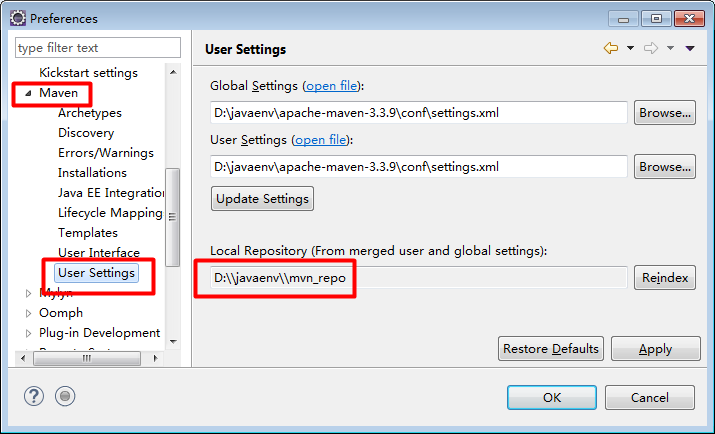 Preferences
type filter text
Kickstart settings
Maven
Archetypes
Discovery
Errors/Warnings
Installations
Java EE Integration
Lifecycle Mappings
Templates
User Interface
User Settings
Mylyn
Oomph
Plug-in Development
User Settings
Global Settings (open file):
D:\javaenv\apache-maven-3.3.9\conf\settings.xml
Browse...
User Settings (open file):
D:\javaenv\apache-maven-3.3.9\conf\settings.xml
Browse...
Update Settings
Local Repository (From merged user and global settings):
D:\\javaenv\\mvn_repo
Reindex
Restore Defaults
Apply
OK
Cancel